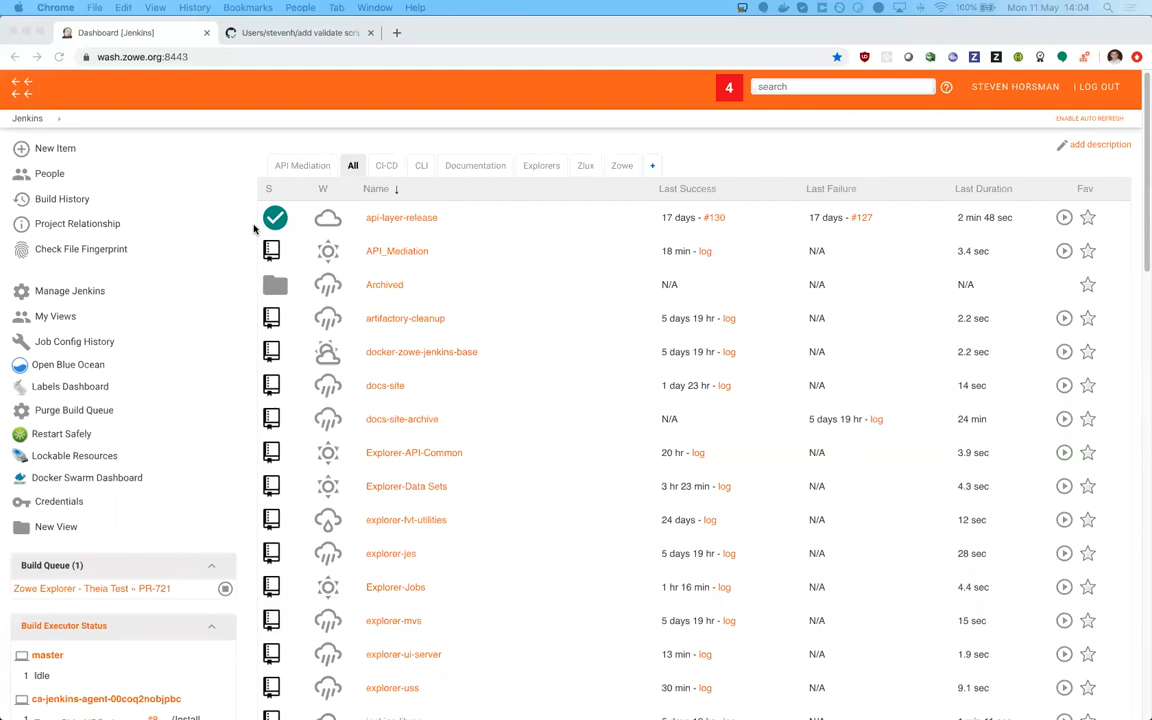 Chrome File Edit View History Bookmarks People Tab Window Help 100% Mon 11 May 14:04
Dashboard [Jenkins] Users/stevenh/add validate scri
wash.zowe.org:8443
4 search STEVEN HORSMAN | LOG OUT
Jenkins ENABLE AUTO REFRESH
add description
New Item
People
Build History
Project Relationship
Check File Fingerprint
Manage Jenkins
My Views
Job Config History
Open Blue Ocean
Labels Dashboard
Purge Build Queue
Restart Safely
Lockable Resources
Docker Swarm Dashboard
Credentials
New View
Build Queue (1)
Zowe Explorer - Theia Test » PR-721
Build Executor Status
master
1 Idle
ca-jenkins-agent-00coq2nobjpbc
API Mediation All CI-CD CLI Documentation Explorers Zlux Zowe +
S W Name ↓ Last Success Last Failure Last Duration Fav
api-layer-release 17 days - #130 17 days - #127 2 min 48 sec
API_Mediation 18 min - log N/A 3.4 sec
Archived N/A N/A N/A
artifactory-cleanup 5 days 19 hr - log N/A 2.2 sec
docker-zowe-jenkins-base 5 days 19 hr - log N/A 2.2 sec
docs-site 1 day 23 hr - log N/A 14 sec
docs-site-archive N/A 5 days 19 hr - log 24 min
Explorer-API-Common 20 hr - log N/A 3.9 sec
Explorer-Data Sets 3 hr 23 min - log N/A 4.3 sec
explorer-fvt-utilities 24 days - log N/A 12 sec
explorer-jes 5 days 19 hr - log N/A 28 sec
Explorer-Jobs 1 hr 16 min - log N/A 4.4 sec
explorer-mvs 5 days 19 hr - log N/A 15 sec
explorer-ui-server 13 min - log N/A 1.9 sec
explorer-uss 30 min - log N/A 9.1 sec